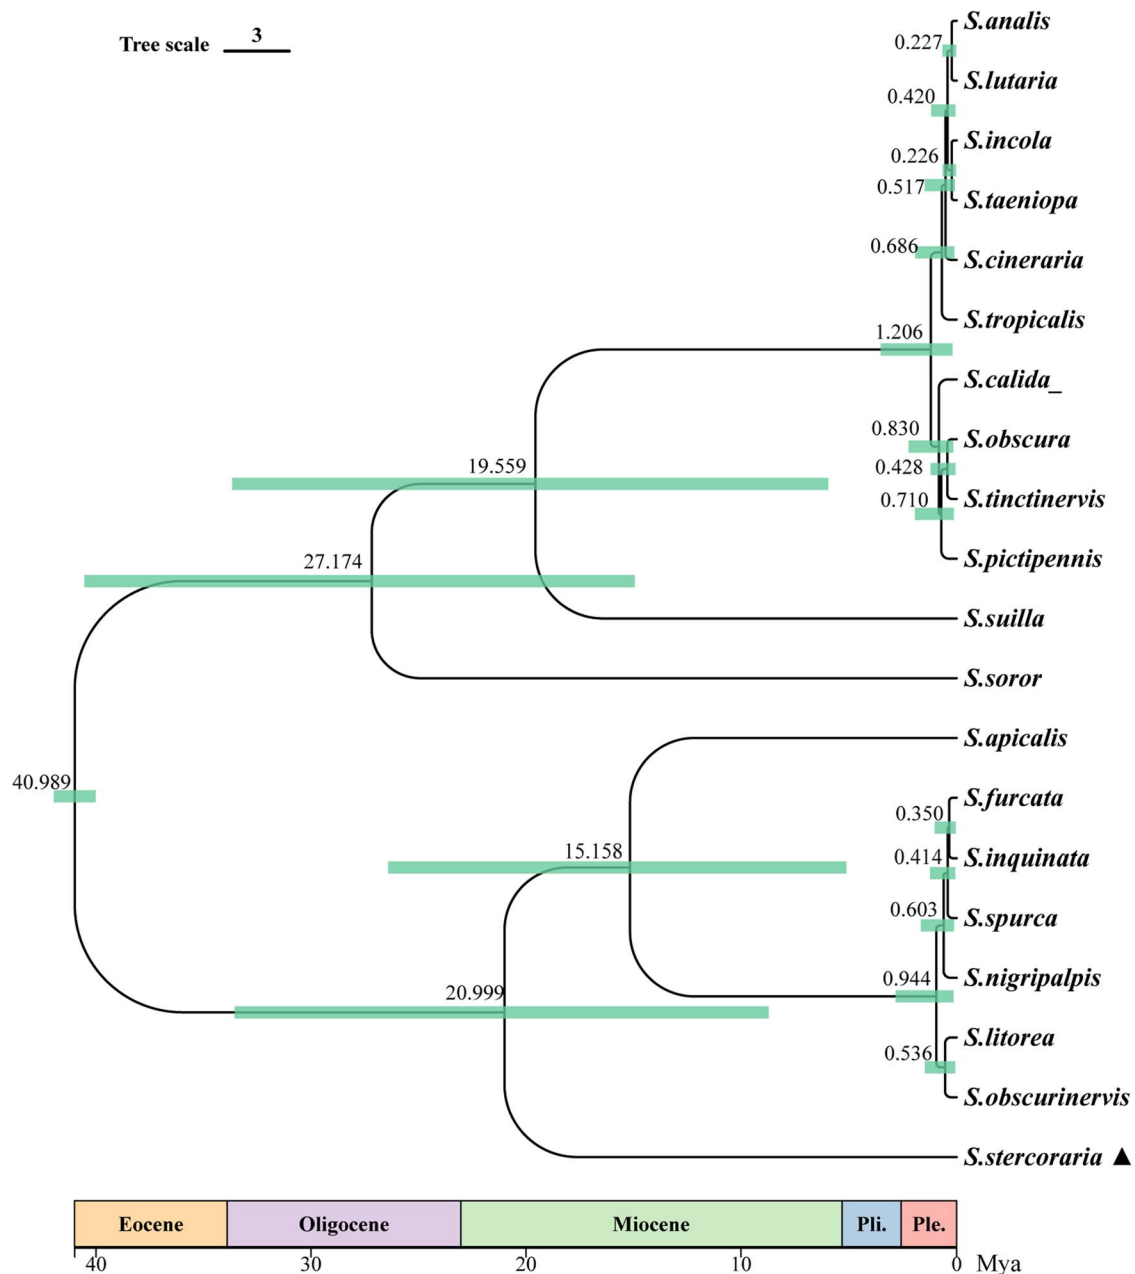 S.analis
Tree scale 3
0.227
S.lutaria
0.420
S.incola
0.226
0.517
S.taeniopa
0.686
S.cineraria
S.tropicalis
1.206
S.calida_
0.830
S.obscura
0.428
19.559
0.710
S.tinctinervis
27.174
S.pictipennis
S.suilla
S.soror
S.apicalis
40.989
S.furcata
0.350
15.158
0.414
S.inquinata
0.603
S.spurca
0.944
S.nigripalpis
20.999
S.litorea
0.536
S.obscurinervis
S.stercoraria ▲
Eocene Oligocene Miocene Pli. Ple.
40 30 20 10 0 Mya